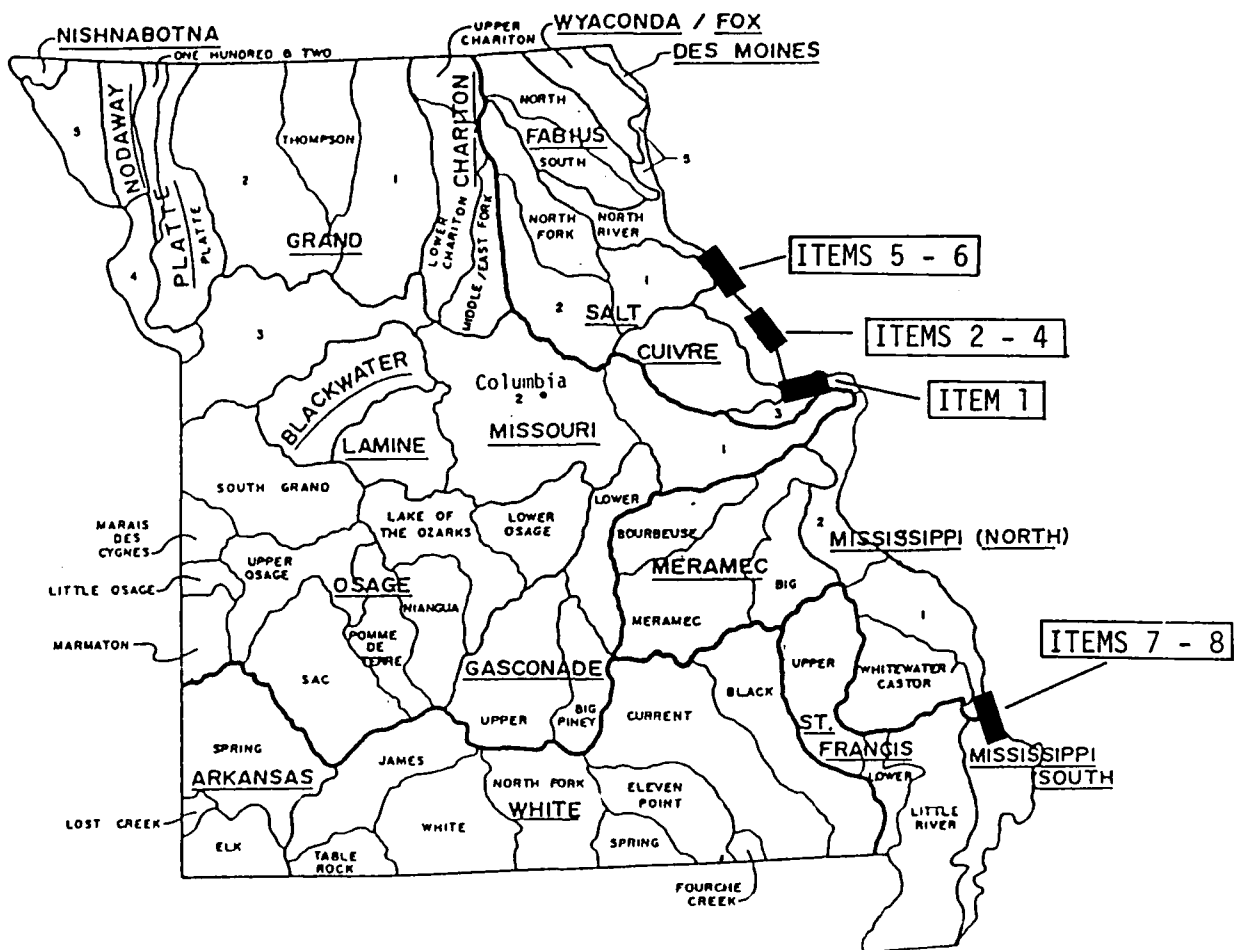 NISHNABOTNA
ONE HUNDRED & TWO
UPPER
CHARITON
WYACONDA / FOX
DES MOINES
5
NODAWAY
PLATTE
PLATTE
4
2
THOMPSON
1
GRAND
3
LOWER
CHARITON
CHARITON
MIDDLE/EAST FORK
NORTH
FABIUS
SOUTH
3
NORTH
FORK
NORTH
RIVER
1
2
SALT
CUIVRE
3
ITEMS 5 - 6
ITEMS 2 - 4
ITEM 1
BLACKWATER
LAMINE
Columbia
2
MISSOURI
1
SOUTH GRAND
LAKE OF
THE OZARKS
LOWER
OSAGE
LOWER
MARAIS
DES
CYGNES
UPPER
OSAGE
LITTLE OSAGE
OSAGE
NIANGUA
MARMATON
POMME
DE
TERRE
SAC
GASCONADE
UPPER
BIG
PINEY
BOURBEUSE
MERAMEC
MERAMEC
BIG
2
MISSISSIPPI (NORTH)
1
ITEMS 7 - 8
UPPER
WHITEWATER/
CASTOR
ST.
FRANCIS
LOWER
MISSISSIPPI
SOUTH
LITTLE
RIVER
BLACK
CURRENT
SPRING
ARKANSAS
JAMES
LOST CREEK
ELK
TABLE
ROCK
WHITE
NORTH FORK
WHITE
ELEVEN
POINT
SPRING
FOURCHE
CREEK